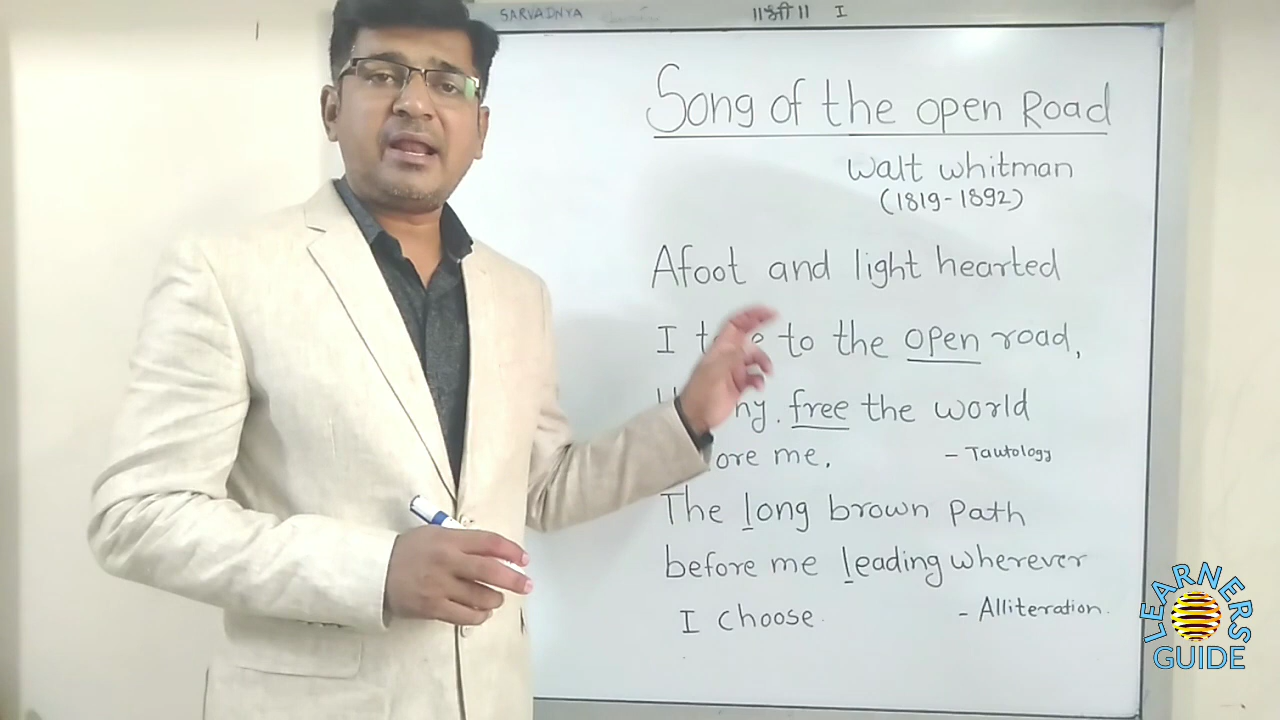 SARVADNYA ॥श्री॥ I
Song of the open Road
Walt whitman
(1819-1892)
Afoot and light hearted
I to the open road,
free the world
me. - Tautology
The long brown path
before me leading wherever
I choose. - Alliteration.
LEARNERS
GUIDE